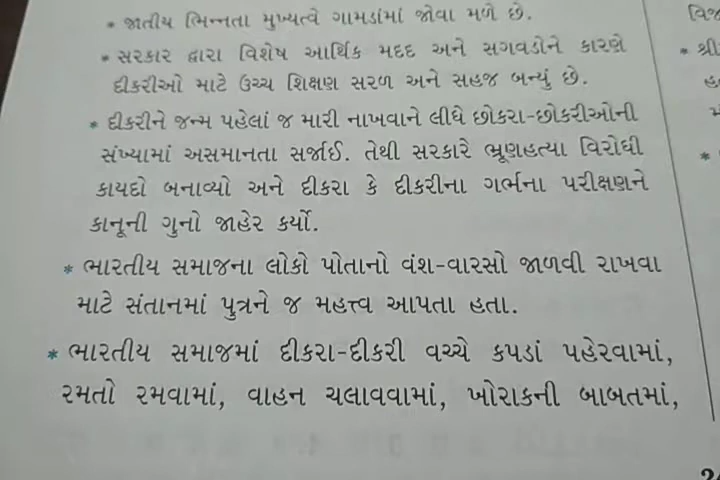 * જાતીય ભિન્નતા મુખ્યત્વે ગામડાંમાં જોવા મળે છે.
* સરકાર દ્વારા વિશેષ આર્થિક મદદ અને સગવડોને કારણે
દીકરીઓ માટે ઉચ્ચ શિક્ષણ સરળ અને સહજ બન્યું છે.
* દીકરીને જન્મ પહેલાં જ મારી નાખવાને લીધે છોકરા-છોકરીઓની
સંખ્યામાં અસમાનતા સર્જાઈ. તેથી સરકારે ભ્રૂણહત્યા વિરોધી
કાયદો બનાવ્યો અને દીકરા કે દીકરીના ગર્ભના પરીક્ષણને
કાનૂની ગુનો જાહેર કર્યો.
* ભારતીય સમાજના લોકો પોતાનો વંશ-વારસો જાળવી રાખવા
માટે સંતાનમાં પુત્રને જ મહત્ત્વ આપતા હતા.
* ભારતીય સમાજમાં દીકરા-દીકરી વચ્ચે કપડાં પહેરવામાં,
રમતો રમવામાં, વાહન ચલાવવામાં, ખોરાકની બાબતમાં,
* શ્રી